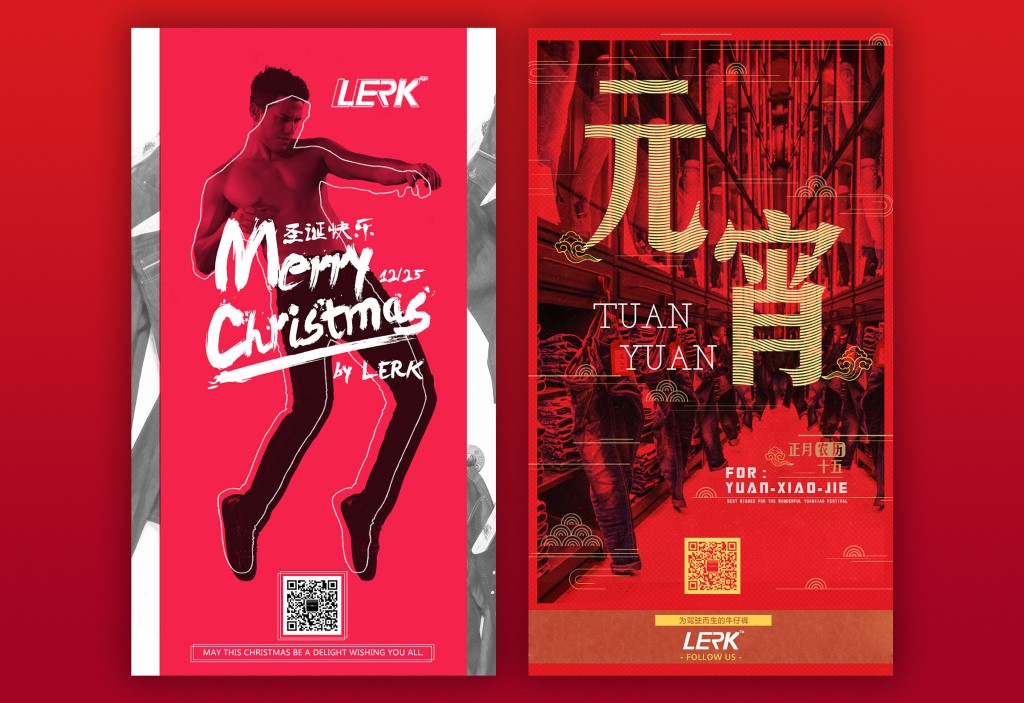 LERK
圣诞快乐
Merry
12/25
Christmas
by LERK
MAY THIS CHRISTMAS BE A DELIGHT WISHING YOU ALL.
元
宵
TUAN
YUAN
正月农历
十五
FOR:
YUAN-XIAO-JIE
BEST WISHES FOR THE WONDERFUL YUANXIAO FESTIVAL
为驾驶而生的牛仔裤
LERK
- FOLLOW US -